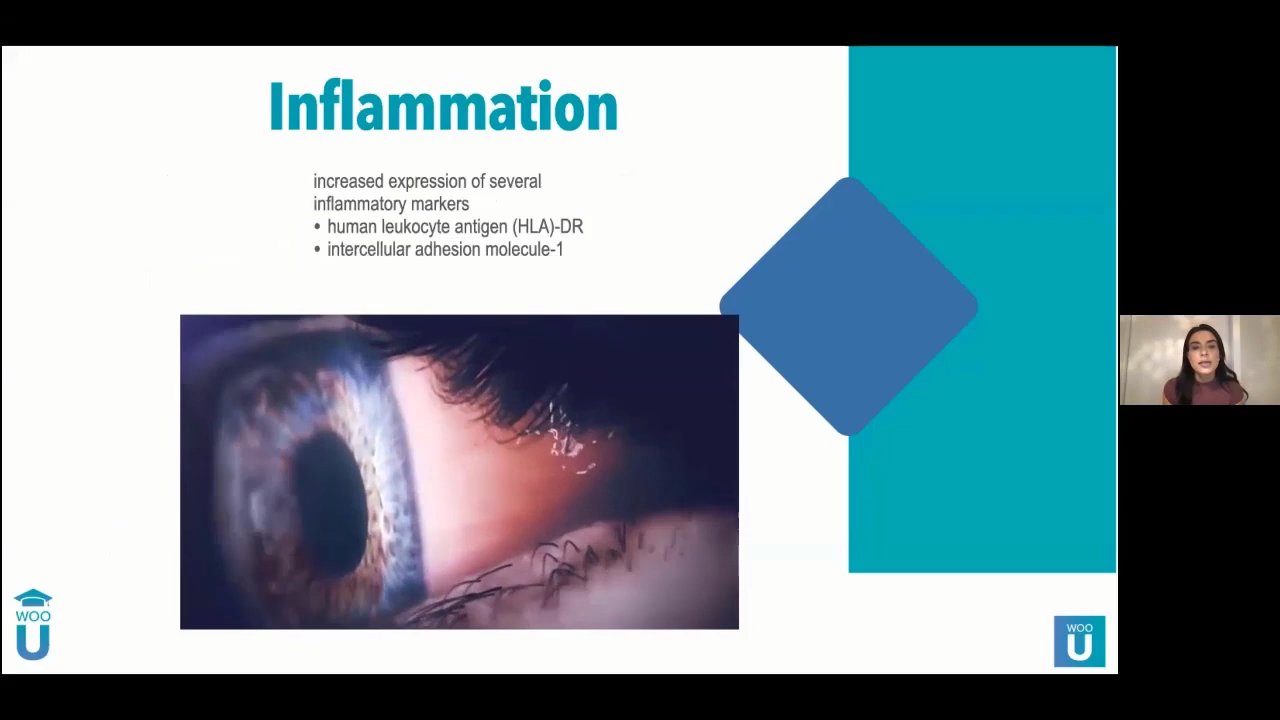 Inflammation
increased expression of several
inflammatory markers
• human leukocyte antigen (HLA)-DR
• intercellular adhesion molecule-1
WOO
U
WOO
U